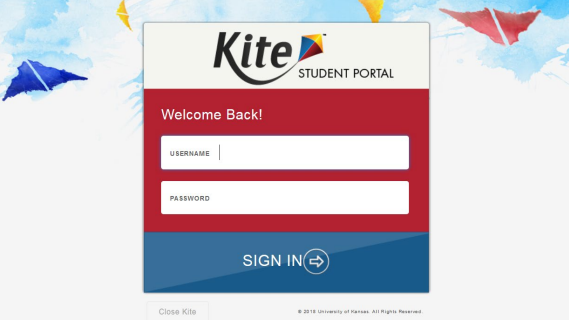 Kite
STUDENT PORTAL
Welcome Back!
USERNAME
PASSWORD
SIGN IN
Close Kite
© 2018 University of Kansas. All Rights Reserved.